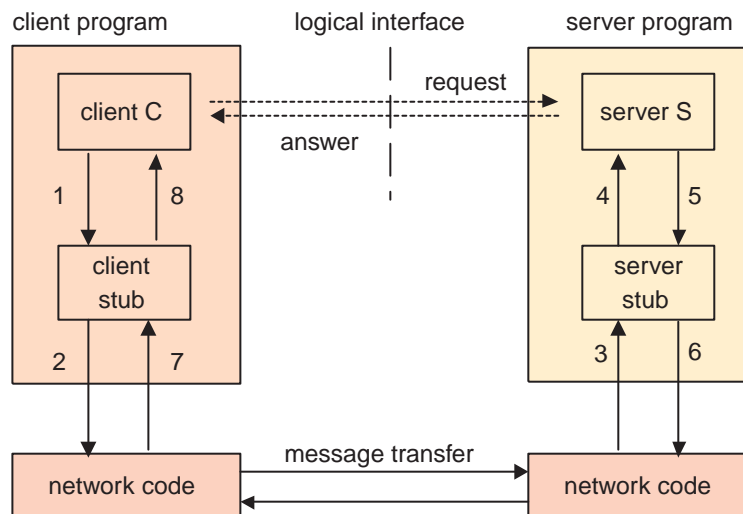 client program
logical interface
server program
request
client C
server S
answer
1
8
4
5
client
stub
server
stub
2
7
3
6
message transfer
network code
network code